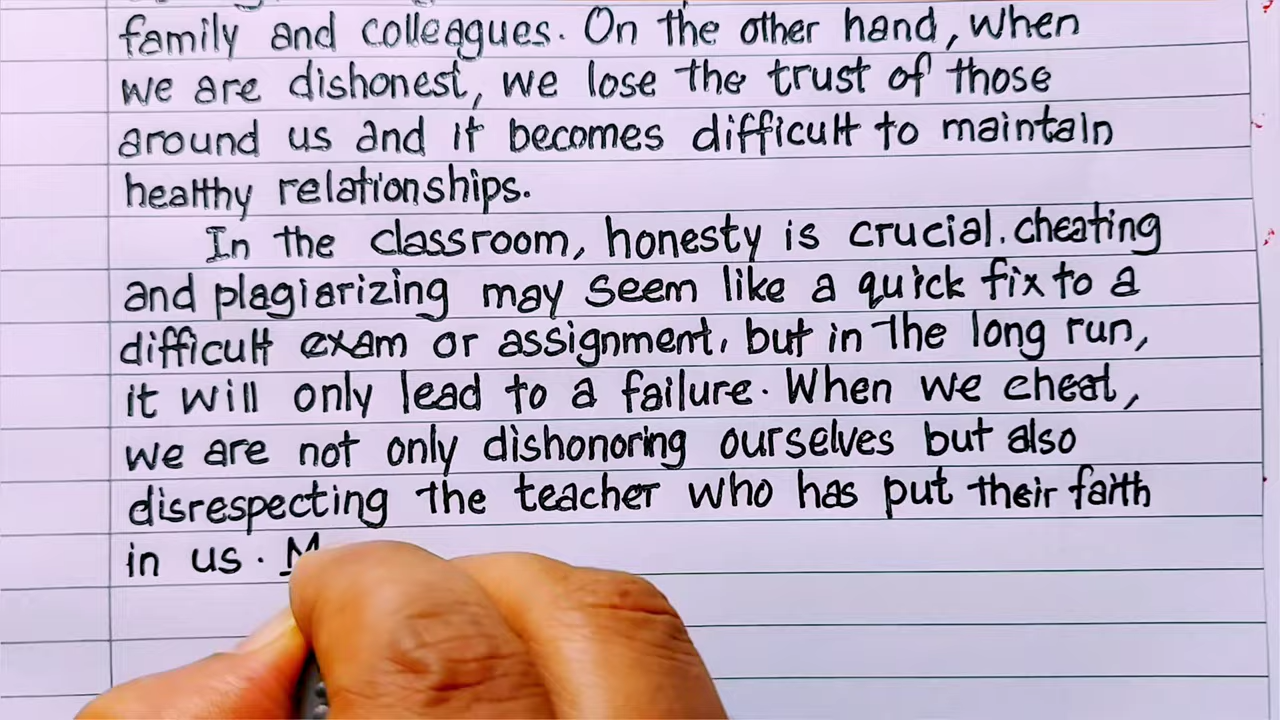 family and colleagues. On the other hand, when
we are dishonest, we lose the trust of those
around us and it becomes difficult to maintain
healthy relationships.
In the classroom, honesty is crucial. cheating
and plagiarizing may seem like a quick fix to a
difficult exam or assignment, but in the long run,
it will only lead to a failure. When we cheat,
we are not only dishonoring ourselves but also
disrespecting the teacher who has put their faith
in us. M